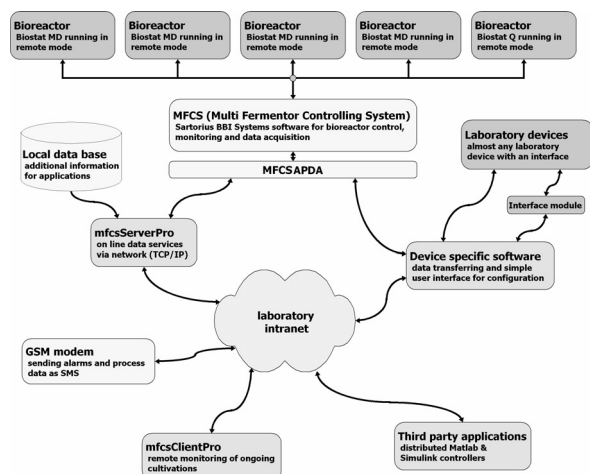 Bioreactor
Biostat MD running in
remote mode
Bioreactor
Biostat MD running in
remote mode
Bioreactor
Biostat MD running in
remote mode
Bioreactor
Biostat MD running in
remote mode
Bioreactor
Biostat Q running in
remote mode
MFCS (Multi Fermentor Controlling System)
Sartorius BBI Systems software for bioreactor control,
monitoring and data acquisition
MFCSAPDA
Local data base
additional information
for applications
Laboratory devices
almost any laboratory
device with an interface
Interface module
mfcsServerPro
on line data services
via network (TCP/IP)
Device specific software
data transferring and simple
user interface for configuration
laboratory
intranet
GSM modem
sending alarms and process
data as SMS
mfcsClientPro
remote monitoring of ongoing
cultivations
Third party applications
distributed Matlab &
Simulink controllers